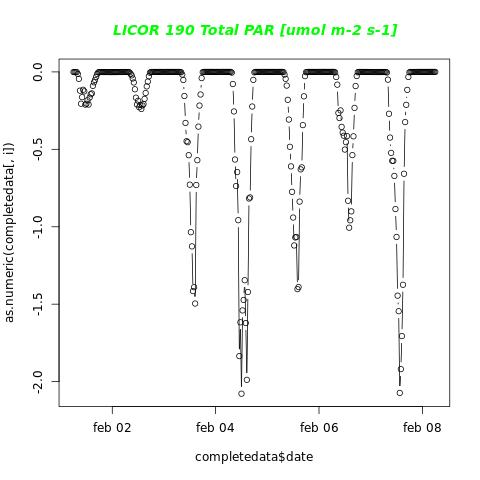 LICOR 190 Total PAR [umol m-2 s-1]
as.numeric(completedata[, i])
0.0
-0.5
-1.0
-1.5
-2.0
feb 02
feb 04
feb 06
feb 08
completedata$date